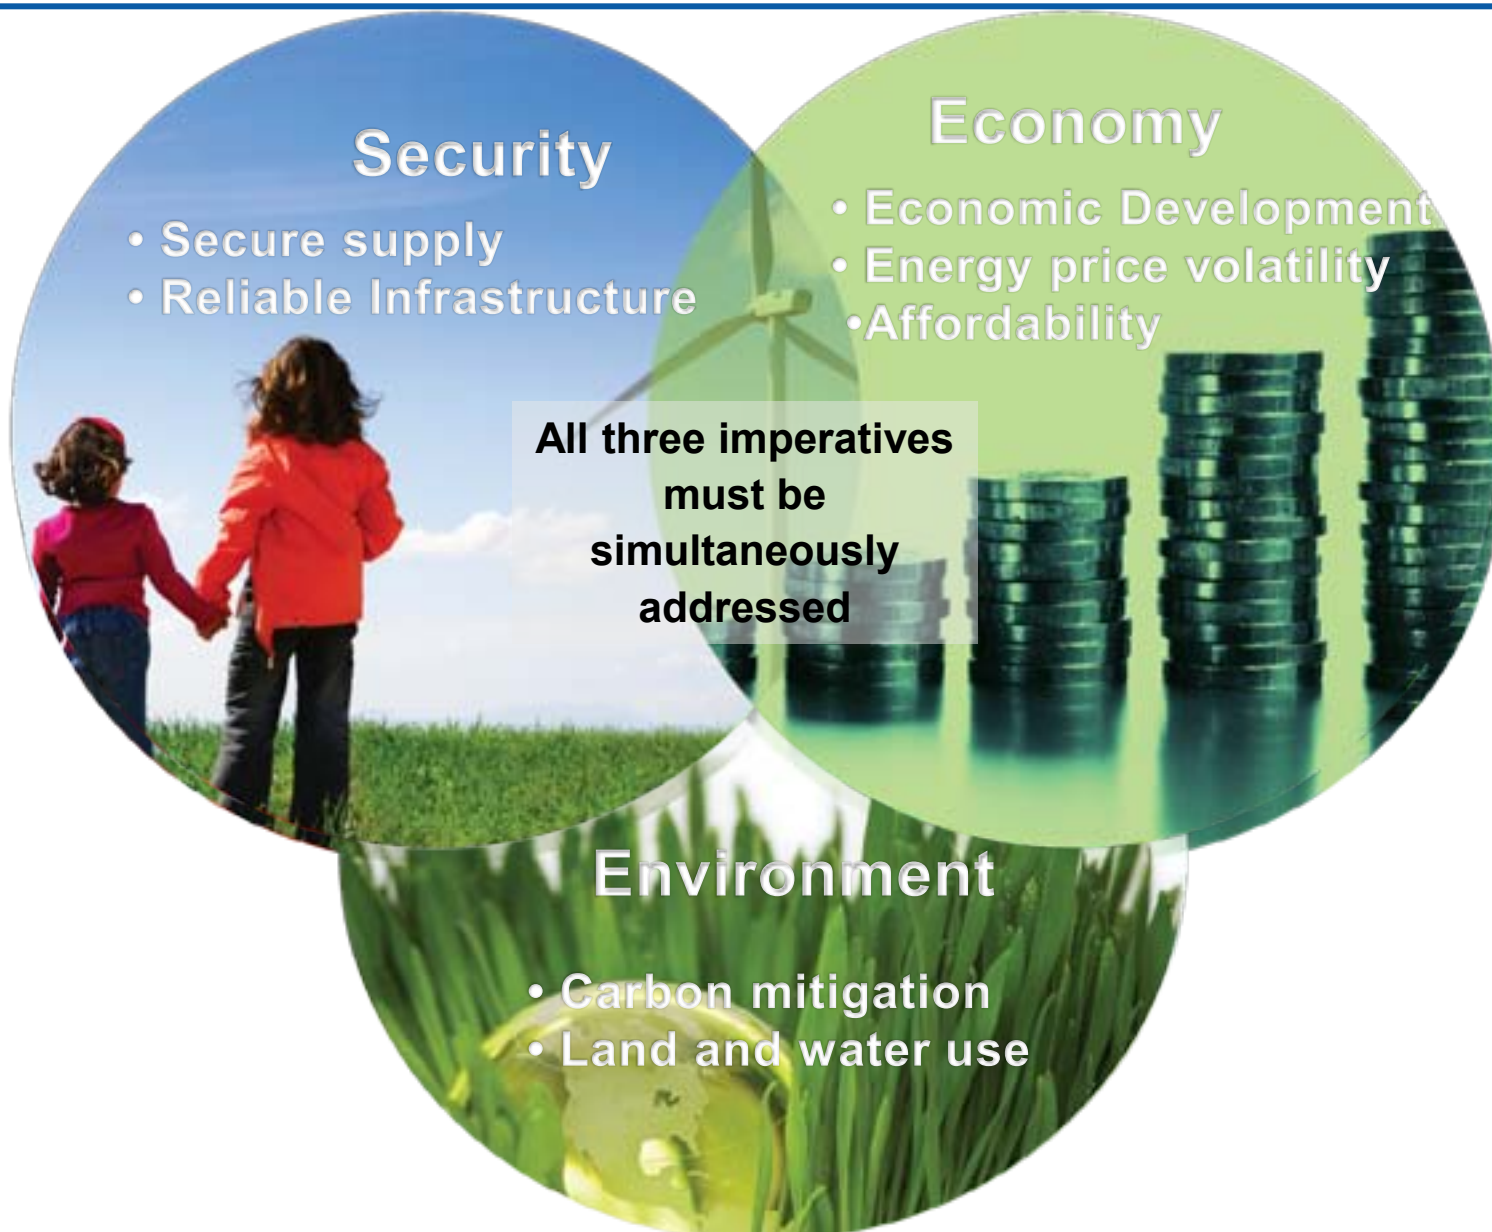 Security
• Secure supply
• Reliable Infrastructure
Economy
• Economic Development
• Energy price volatility
•Affordability
All three imperatives
must be
simultaneously
addressed
Environment
• Carbon mitigation
• Land and water use